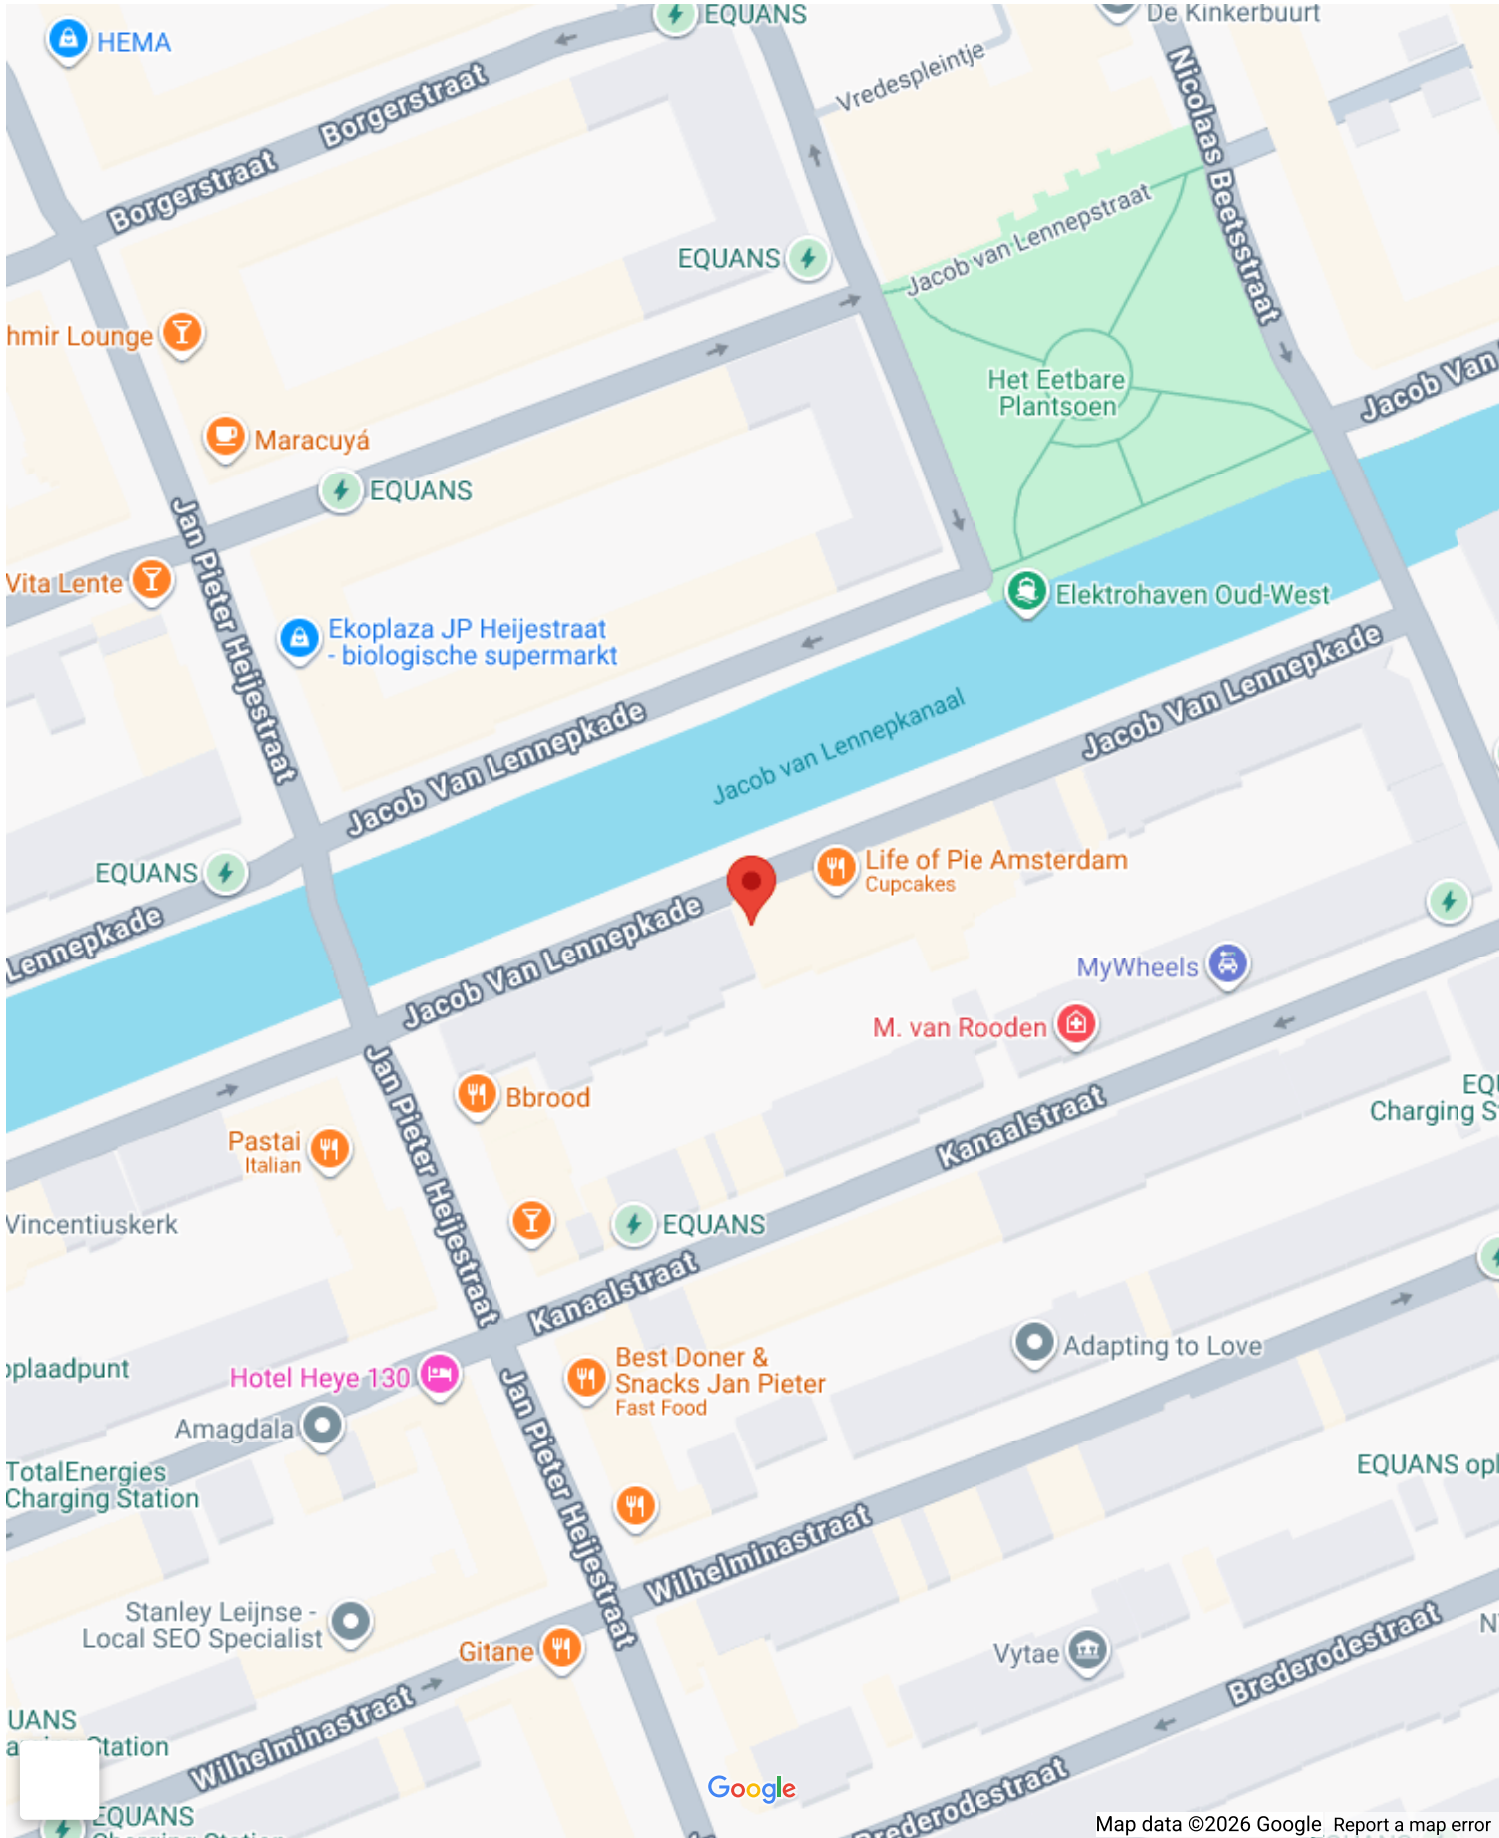 EQUANS
De Kinkerbuurt
HEMA
Vredespleintje
Borgerstraat
Borgerstraat
Nicolaas Beetsstraat
Jacob van Lennepstraat
EQUANS
hmir Lounge
Het Eetbare
Plantsoen
Jacob Van
Maracuyá
EQUANS
Jan Pieter Heijestraat
Vita Lente
Elektrohaven Oud-West
Ekoplaza JP Heijestraat
- biologische supermarkt
Jacob Van Lennepkade
Jacob Van Lennepkade
Jacob van Lennepkanaal
EQUANS
Life of Pie Amsterdam
Cupcakes
Lennepkade
Jacob Van Lennepkade
MyWheels
M. van Rooden
Jan Pieter Heijestraat
Bbrood
EQU
Charging S
Kanaalstraat
Pastai
Italian
Vincentiuskerk
EQUANS
Kanaalstraat
Adapting to Love
oplaadpunt
Hotel Heye 130
Best Doner &
Snacks Jan Pieter
Fast Food
Amagdala
Jan Pieter Heijestraat
TotalEnergies
Charging Station
EQUANS opl
Wilhelminastraat
Stanley Leijnse -
Local SEO Specialist
Gitane
Vytae
Brederodestraat
Wilhelminastraat
UANS
Station
Google
EQUANS
Brederodestraat
Map data ©2026 Google
Report a map error